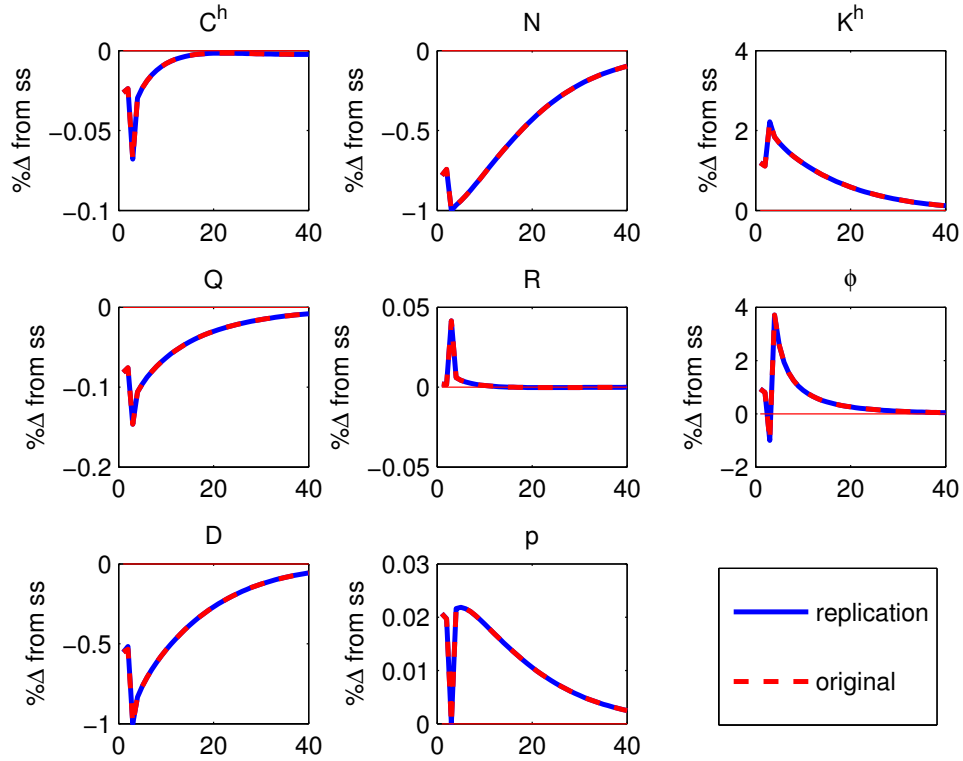 C^h
%Δ from ss
0
−0.05
−0.1
0 20 40
N
%Δ from ss
0
−0.5
−1
0 20 40
K^h
%Δ from ss
4
2
0
0 20 40
Q
%Δ from ss
0
−0.1
−0.2
0 20 40
R
%Δ from ss
0.05
0
−0.05
0 20 40
ϕ
%Δ from ss
4
2
0
−2
0 20 40
D
%Δ from ss
0
−0.5
−1
0 20 40
p
%Δ from ss
0.03
0.02
0.01
0
0 20 40
replication
original